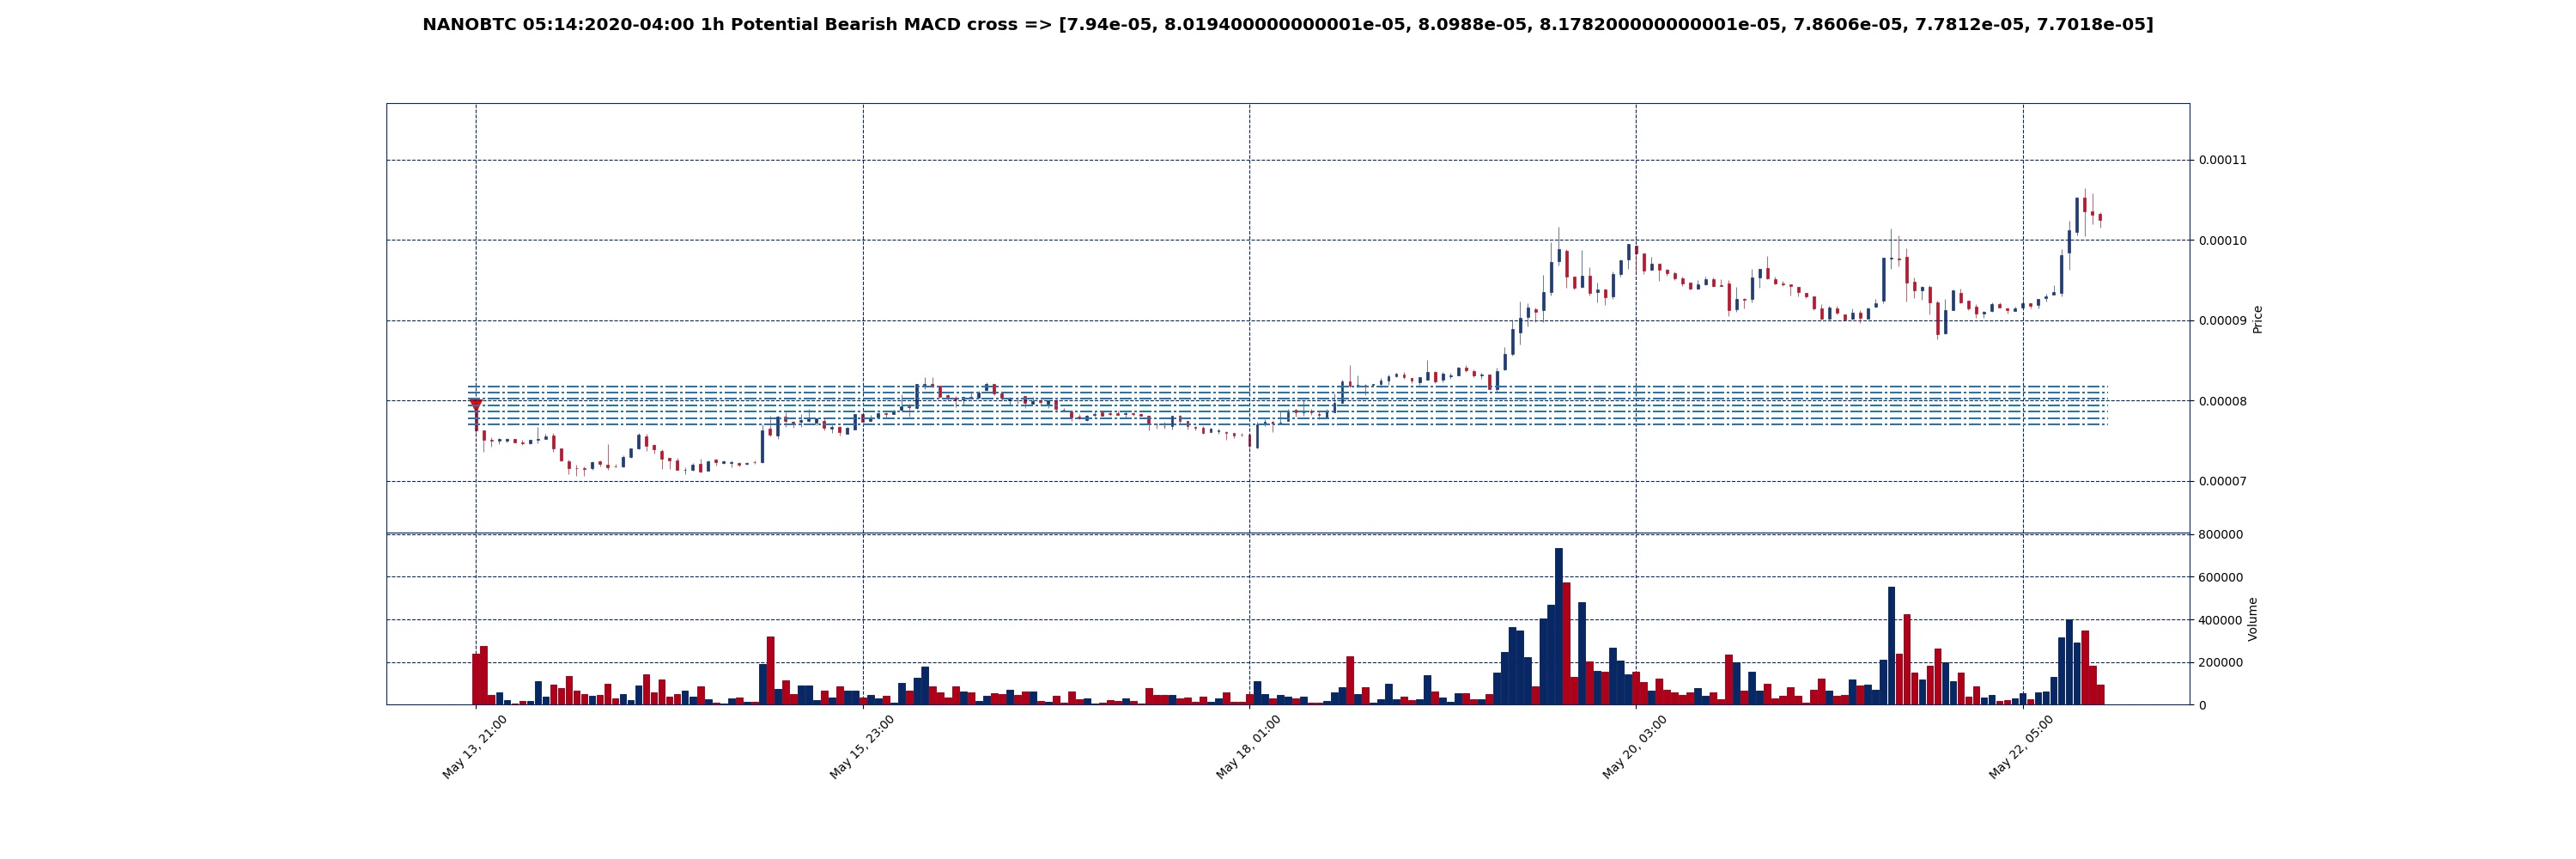 NANOBTC 05:14:2020-04:00 1h Potential Bearish MACD cross => [7.94e-05, 8.019400000000001e-05, 8.0988e-05, 8.178200000000001e-05, 7.8606e-05, 7.7812e-05, 7.7018e-05]
0.00011
0.00010
0.00009
0.00008
0.00007
Price
800000
600000
400000
200000
0
Volume
May 13, 21:00
May 15, 23:00
May 18, 01:00
May 20, 03:00
May 22, 05:00